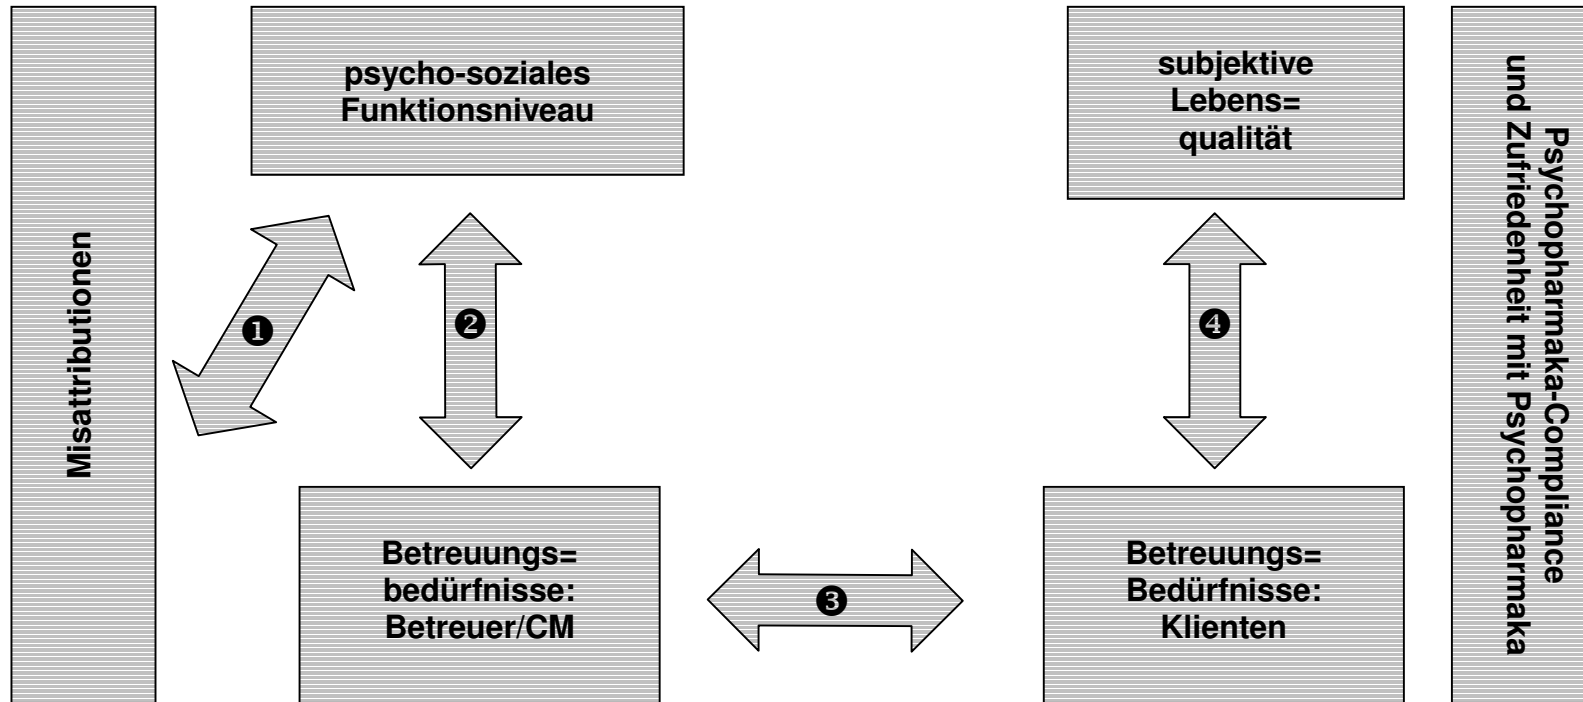 Misattributionen
psycho-soziales
Funktionsniveau
subjektive
Lebens=
qualität
Psychopharmaka-Compliance
und Zufriedenheit mit Psychopharmaka
❶
❷
❹
Betreuungs=
bedürfnisse:
Betreuer/CM
❸
Betreuungs=
Bedürfnisse:
Klienten